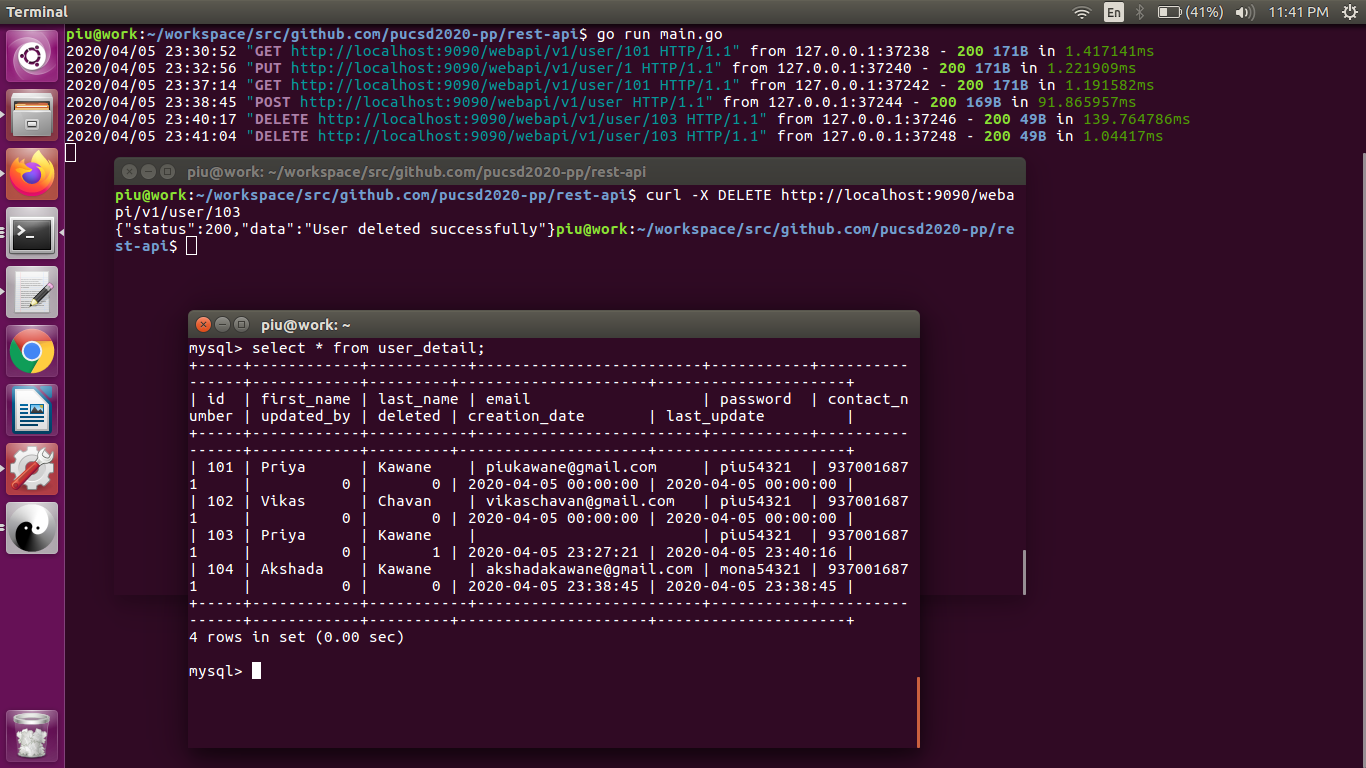 Terminal
En
(41%)
11:41 PM
piu@work:~/workspace/src/github.com/pucsd2020-pp/rest-api$ go run main.go
2020/04/05 23:30:52 "GET http://localhost:9090/webapi/v1/user/101 HTTP/1.1" from 127.0.0.1:37238 - 200 171B in 1.417141ms
2020/04/05 23:32:56 "PUT http://localhost:9090/webapi/v1/user/1 HTTP/1.1" from 127.0.0.1:37240 - 200 171B in 1.221909ms
2020/04/05 23:37:14 "GET http://localhost:9090/webapi/v1/user/101 HTTP/1.1" from 127.0.0.1:37242 - 200 171B in 1.191582ms
2020/04/05 23:38:45 "POST http://localhost:9090/webapi/v1/user HTTP/1.1" from 127.0.0.1:37244 - 200 169B in 91.865957ms
2020/04/05 23:40:17 "DELETE http://localhost:9090/webapi/v1/user/103 HTTP/1.1" from 127.0.0.1:37246 - 200 49B in 139.764786ms
2020/04/05 23:41:04 "DELETE http://localhost:9090/webapi/v1/user/103 HTTP/1.1" from 127.0.0.1:37248 - 200 49B in 1.04417ms
piu@work: ~/workspace/src/github.com/pucsd2020-pp/rest-api
piu@work:~/workspace/src/github.com/pucsd2020-pp/rest-api$ curl -X DELETE http://localhost:9090/weba
pi/v1/user/103
{"status":200,"data":"User deleted successfully"}piu@work:~/workspace/src/github.com/pucsd2020-pp/re
st-api$
piu@work: ~
mysql> select * from user_detail;
+-----+------------+-----------+--------------------------+-----------+----------
------+------------+---------+---------------------+---------------------+
| id  | first_name | last_name | email                    | password  | contact_n
umber | updated_by | deleted | creation_date       | last_update         |
+-----+------------+-----------+--------------------------+-----------+----------
------+------------+---------+---------------------+---------------------+
| 101 | Priya      | Kawane    | piukawane@gmail.com      | piu54321  | 937001687
1     |          0 |       0 | 2020-04-05 00:00:00 | 2020-04-05 00:00:00 |
| 102 | Vikas      | Chavan    | vikaschavan@gmail.com    | piu54321  | 937001687
1     |          0 |       0 | 2020-04-05 00:00:00 | 2020-04-05 00:00:00 |
| 103 | Priya      | Kawane    |                          | piu54321  | 937001687
1     |          0 |       1 | 2020-04-05 23:27:21 | 2020-04-05 23:40:16 |
| 104 | Akshada    | Kawane    | akshadakawane@gmail.com | mona54321 | 937001687
1     |          0 |       0 | 2020-04-05 23:38:45 | 2020-04-05 23:38:45 |
+-----+------------+-----------+--------------------------+-----------+----------
------+------------+---------+---------------------+---------------------+
4 rows in set (0.00 sec)
mysql>